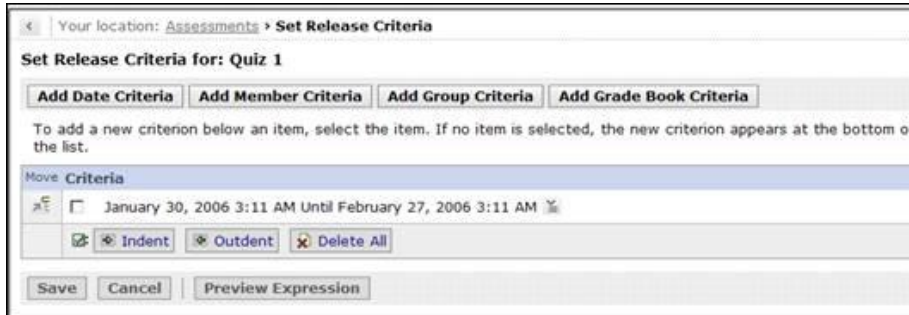 Your location: Assessments › Set Release Criteria
Set Release Criteria for: Quiz 1
Add Date Criteria Add Member Criteria Add Group Criteria Add Grade Book Criteria
To add a new criterion below an item, select the item. If no item is selected, the new criterion appears at the bottom
the list.
Move Criteria
January 30, 2006 3:11 AM Until February 27, 2006 3:11 AM
Indent Outdent Delete All
Save Cancel | Preview Expression